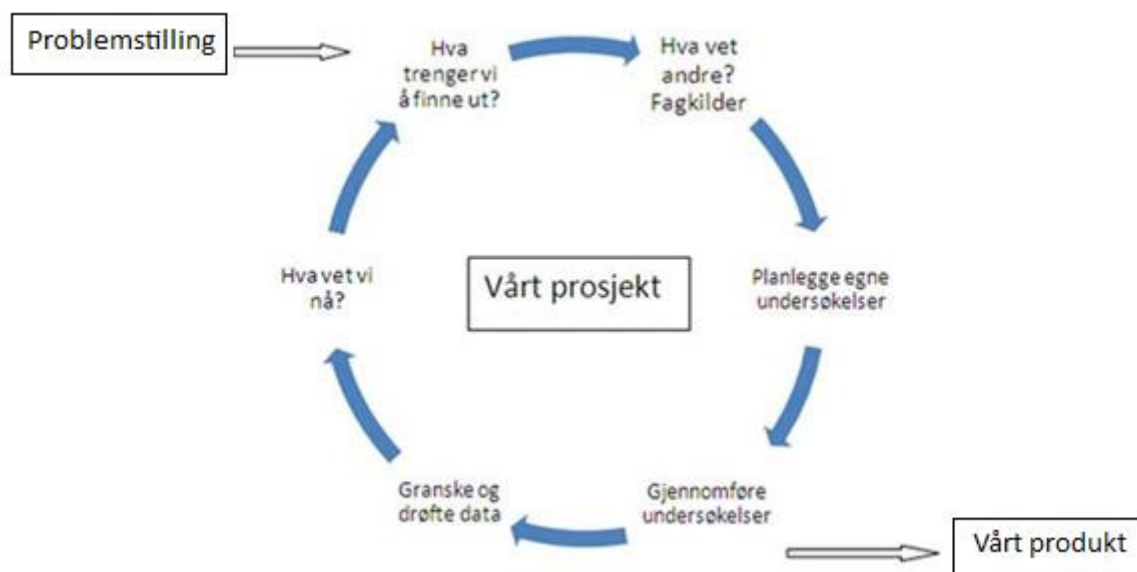 Problemstilling
Hva
trenger vi
å finne ut?
Hva vet
andre?
Fagkilder
Planlegge egne
undersøkelser
Gjennomføre
undersøkelser
Vårt produkt
Granske og
drøfte data
Hva vet vi
nå?
Vårt prosjekt